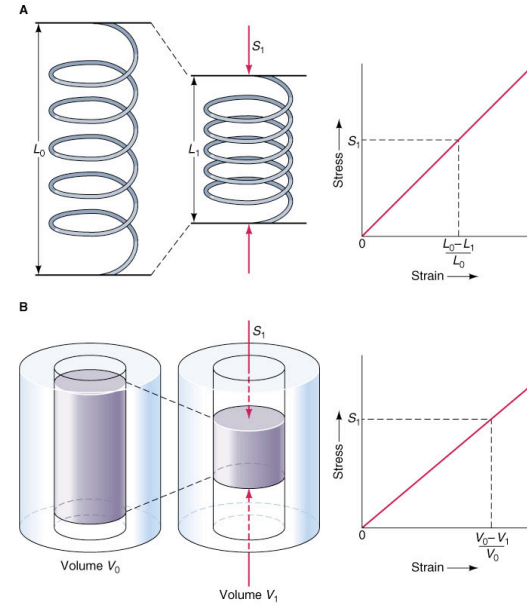 A
S₁
L₀
L₁
Stress
S₁
0
L₀–L₁
L₀
Strain
B
S₁
Volume V₀
Volume V₁
Stress
S₁
0
V₀–V₁
V₀
Strain